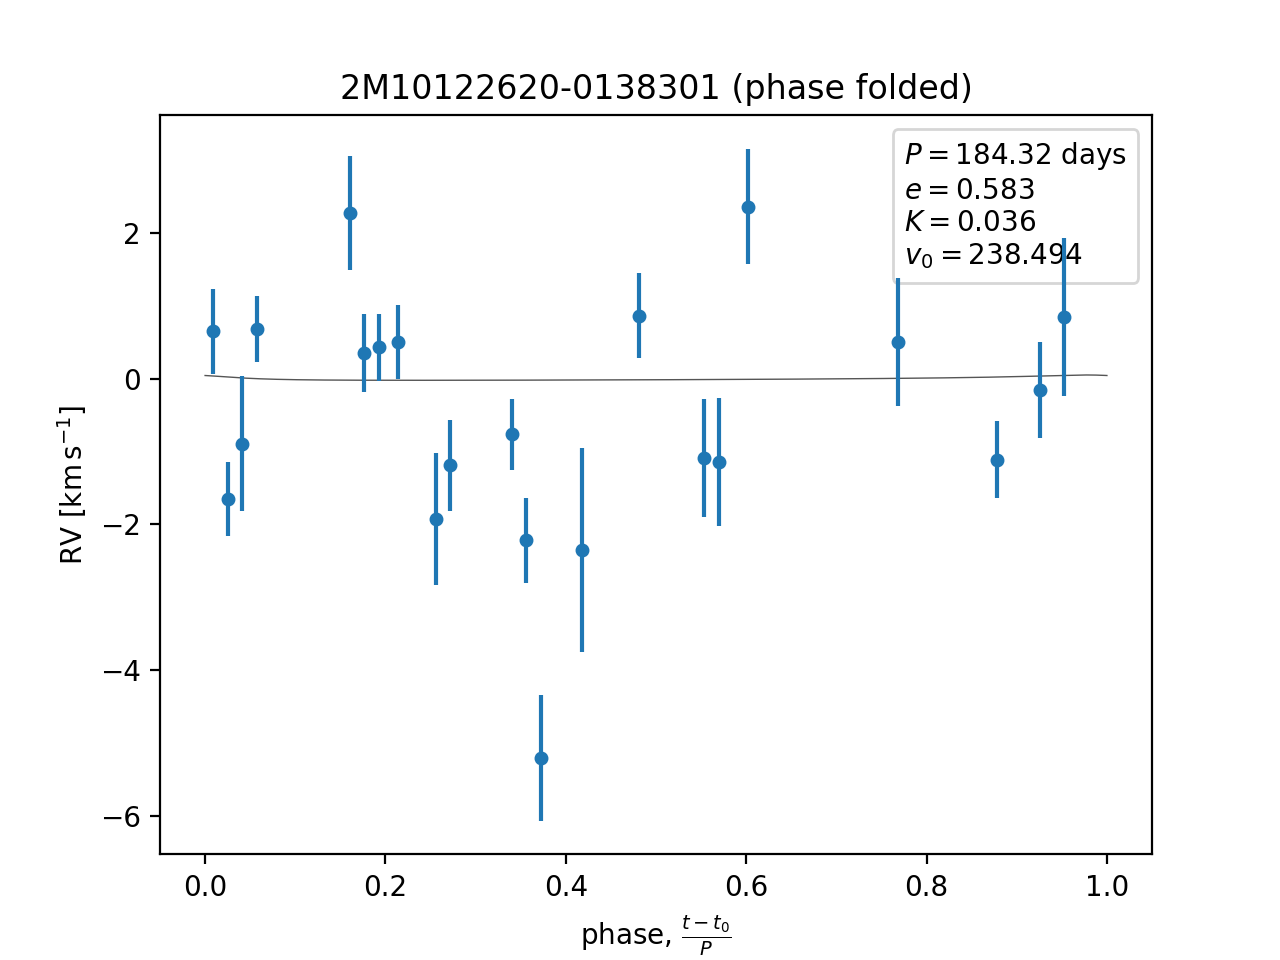 2M10122620-0138301 (phase folded)
P = 184.32 days
e = 0.583
K = 0.036
v₀ = 238.494
RV [km s⁻¹]
2
0
−2
−4
−6
0.0 0.2 0.4 0.6 0.8 1.0
phase, (t − t₀)/P